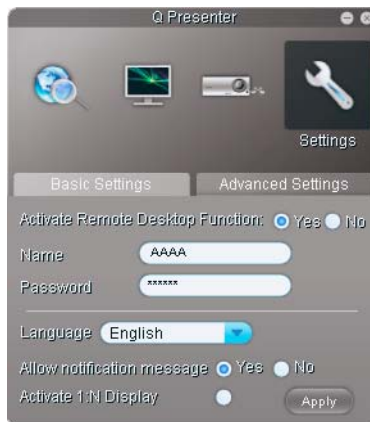 Q Presenter
Settings
Basic Settings Advanced Settings
Activate Remote Desktop Function: Yes No
Name AAAA
Password ******
Language English
Allow notification message Yes No
Activate 1:N Display Apply